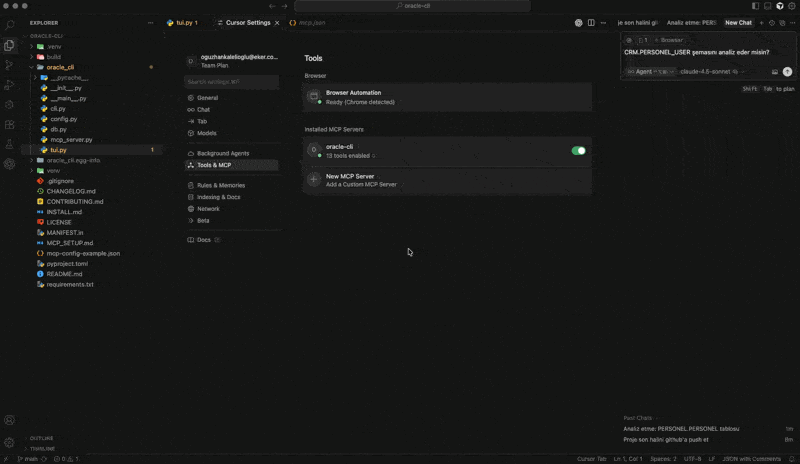 oracle-cli
EXPLORER
ORACLE-CLI
.venv
build
oracle_cli
__pycache__
__init__.py
__main__.py
cli.py
config.py
db.py
mcp_server.py
tui.py 1
oracle_cli.egg-info
venv
.gitignore
CHANGELOG.md
CONTRIBUTING.md
INSTALL.md
LICENSE
MANIFEST.in
MCP_SETUP.md
mcp-config-example.json
pyproject.toml
README.md
requirements.txt
OUTLINE
TIMELINE
tui.py 1
Cursor Settings
mcp.json
oguzhankalelioglu@eker.co...
Team Plan
Search settings ⌘F
General
Chat
Tab
Models
Background Agents
Tools & MCP
Rules & Memories
Indexing & Docs
Network
Beta
Docs
Tools
Browser
Browser Automation
Ready (Chrome detected)
Installed MCP Servers
O
oracle-cli
13 tools enabled
New MCP Server
Add a Custom MCP Server
je son halini gi
Analiz etme: PERS
New Chat
1
Browser
CRM.PERSONEL_USER şemasını analiz eder misin?
Agent
claude-4.5-sonnet
Shift Tab to plan
Past Chats
Analiz etme: PERSONEL.PERSONEL tablosu 1m
Proje son halini github'a push et 8m
main
0 1
Cursor Tab
Ln 1, Col 1
Spaces: 2
UTF-8
LF
JSON with Comments